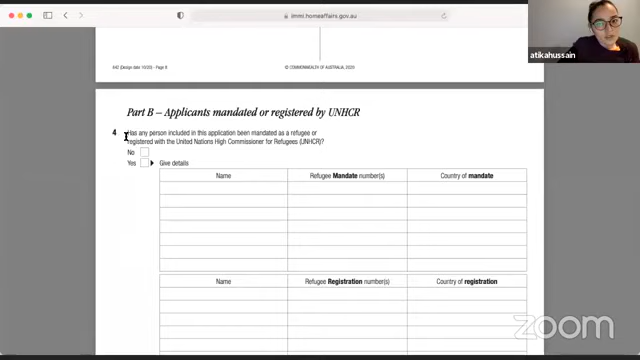 immi.homeaffairs.gov.au
atikahussain
842 (Design date 10/20) - Page 8
© COMMONWEALTH OF AUSTRALIA, 2020
Part B – Applicants mandated or registered by UNHCR
4 Has any person included in this application been mandated as a refugee or
registered with the United Nations High Commissioner for Refugees (UNHCR)?
No
Yes Give details
Name Refugee Mandate number(s) Country of mandate
Name Refugee Registration number(s) Country of registration
zoom